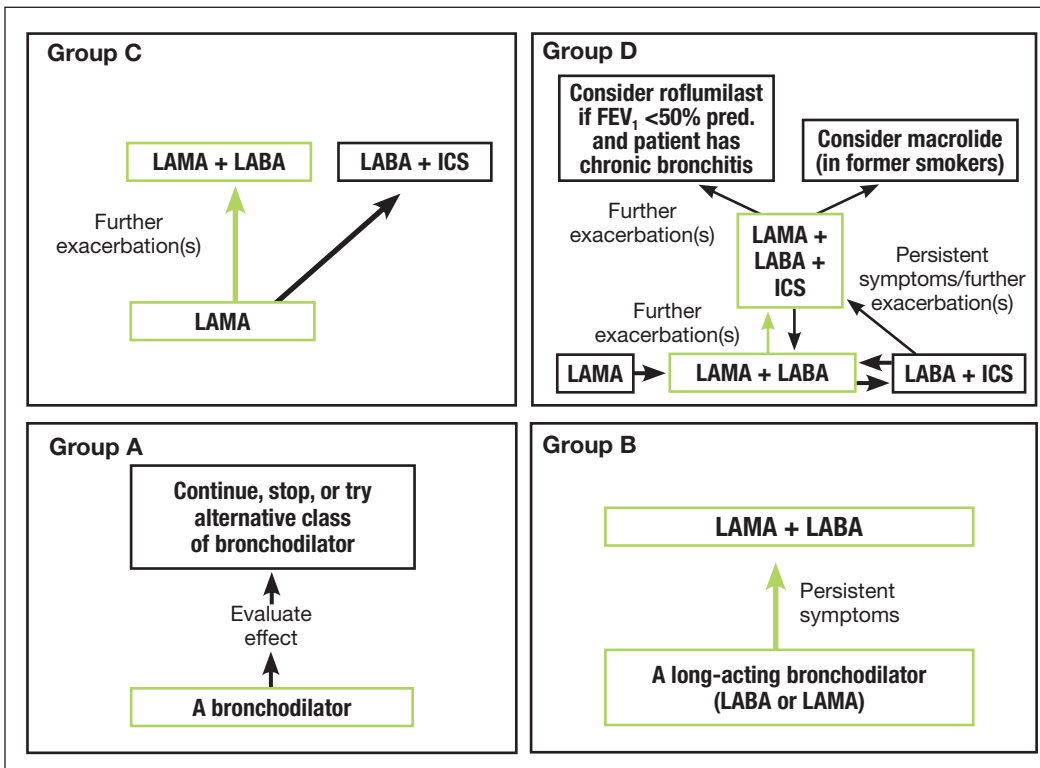 Group C
LAMA + LABA
LABA + ICS
Further
exacerbation(s)
LAMA
Group D
Consider roflumilast
if FEV₁ <50% pred.
and patient has
chronic bronchitis
Consider macrolide
(in former smokers)
Further
exacerbation(s)
LAMA +
LABA +
ICS
Persistent
symptoms/further
exacerbation(s)
Further
exacerbation(s)
LAMA
LAMA + LABA
LABA + ICS
Group A
Continue, stop, or try
alternative class
of bronchodilator
Evaluate
effect
A bronchodilator
Group B
LAMA + LABA
Persistent
symptoms
A long-acting bronchodilator
(LABA or LAMA)